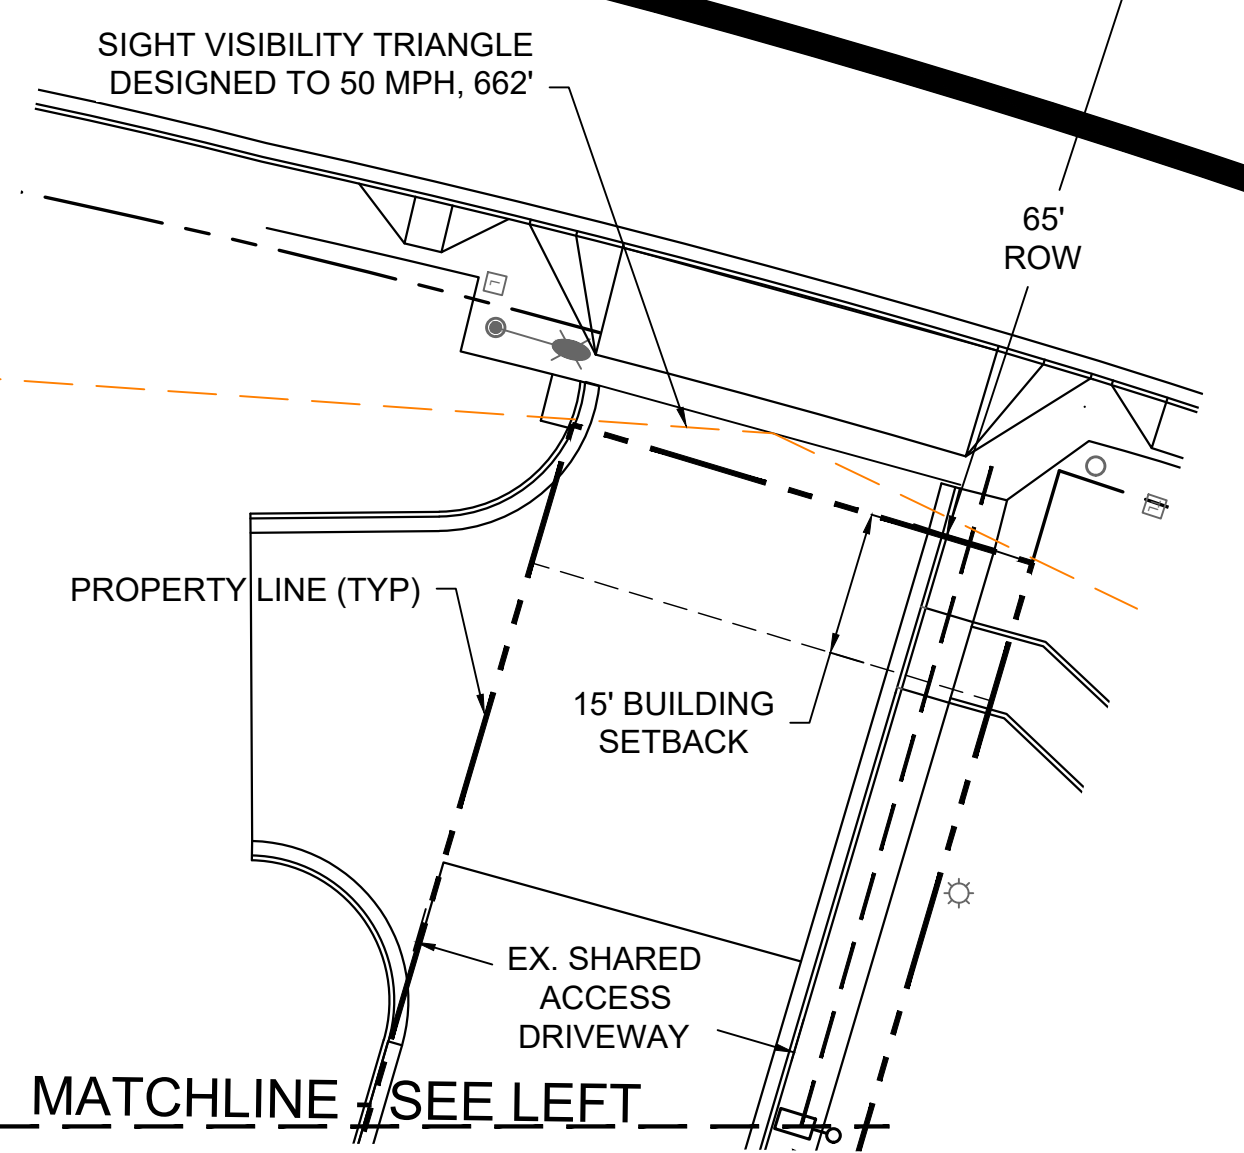 SIGHT VISIBILITY TRIANGLE
DESIGNED TO 50 MPH, 662'
65'
ROW
PROPERTY LINE (TYP)
15' BUILDING
SETBACK
EX. SHARED
ACCESS
DRIVEWAY
MATCHLINE - SEE LEFT